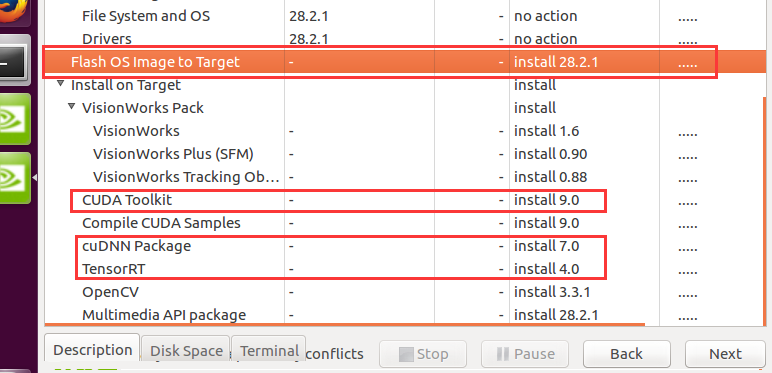 File System and OS 28.2.1 - no action .....
Drivers 28.2.1 - no action .....
Flash OS Image to Target - - install 28.2.1 .....
Install on Target install
VisionWorks Pack install
VisionWorks - - install 1.6 .....
VisionWorks Plus (SFM) - - install 0.90 .....
VisionWorks Tracking Ob... - - install 0.88 .....
CUDA Toolkit - - install 9.0 .....
Compile CUDA Samples - - install 9.0 .....
cuDNN Package - - install 7.0 .....
TensorRT - - install 4.0 .....
OpenCV - - install 3.3.1 .....
Multimedia API package - - install 28.2.1 .....
Description Disk Space Terminal conflicts Stop Pause Back Next